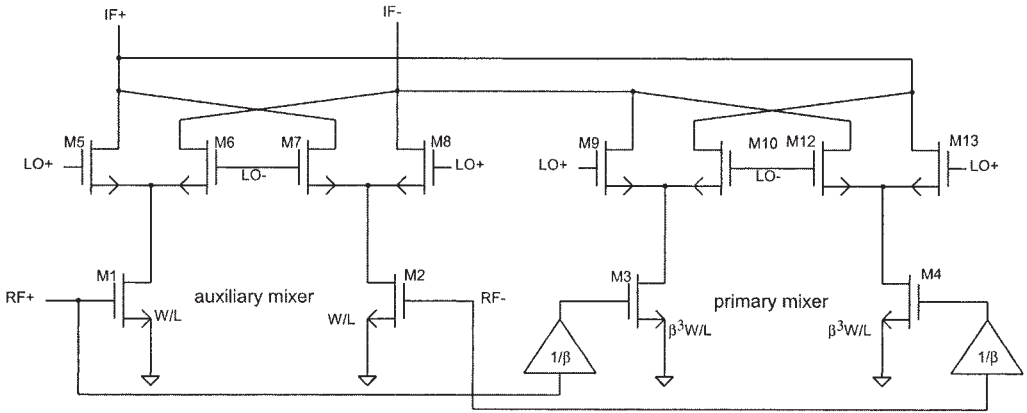 IF+ IF-
M5 M6 M7 M8 M9 M10 M12 M13
LO+ LO- LO+ LO+ LO- LO+
M1 M2 M3 M4
RF+ auxiliary mixer RF- primary mixer
W/L W/L β³W/L β³W/L
1/β 1/β